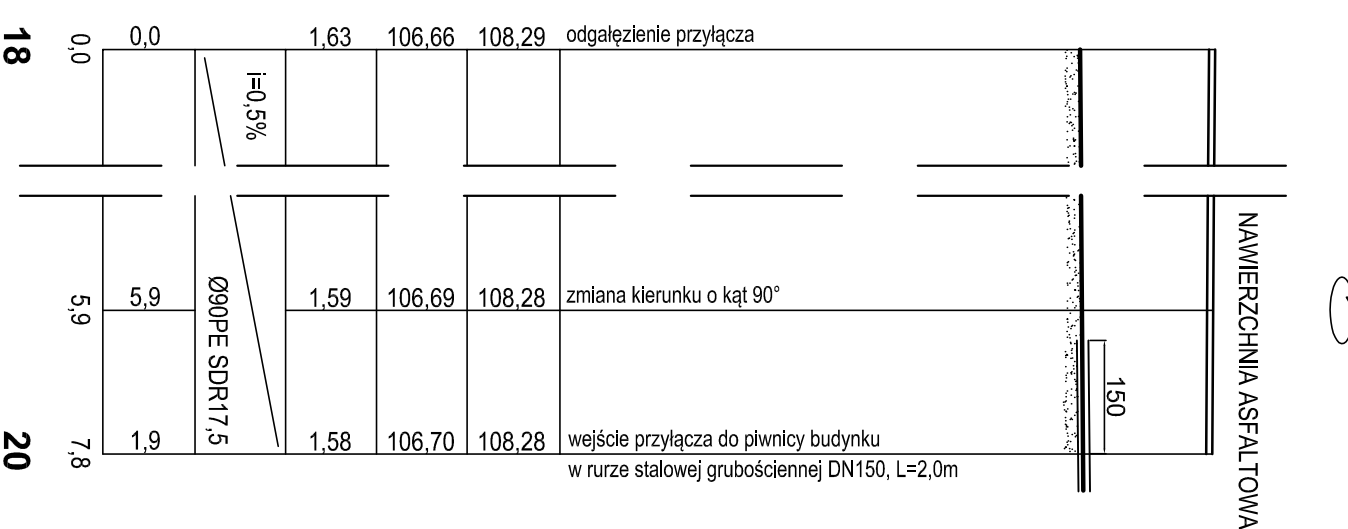 18
0,0
0,0
1,63
106,66
108,29
odgałęzienie przyłącza
i=0,5%
NAWIERZCHNIA ASFALTOWA
5,9
5,9
Ø90PE SDR17,5
1,59
106,69
108,28
zmiana kierunku o kąt 90°
150
20
7,8
1,9
1,58
106,70
108,28
wejście przyłącza do piwnicy budynku
w rurze stalowej grubościennej DN150, L=2,0m